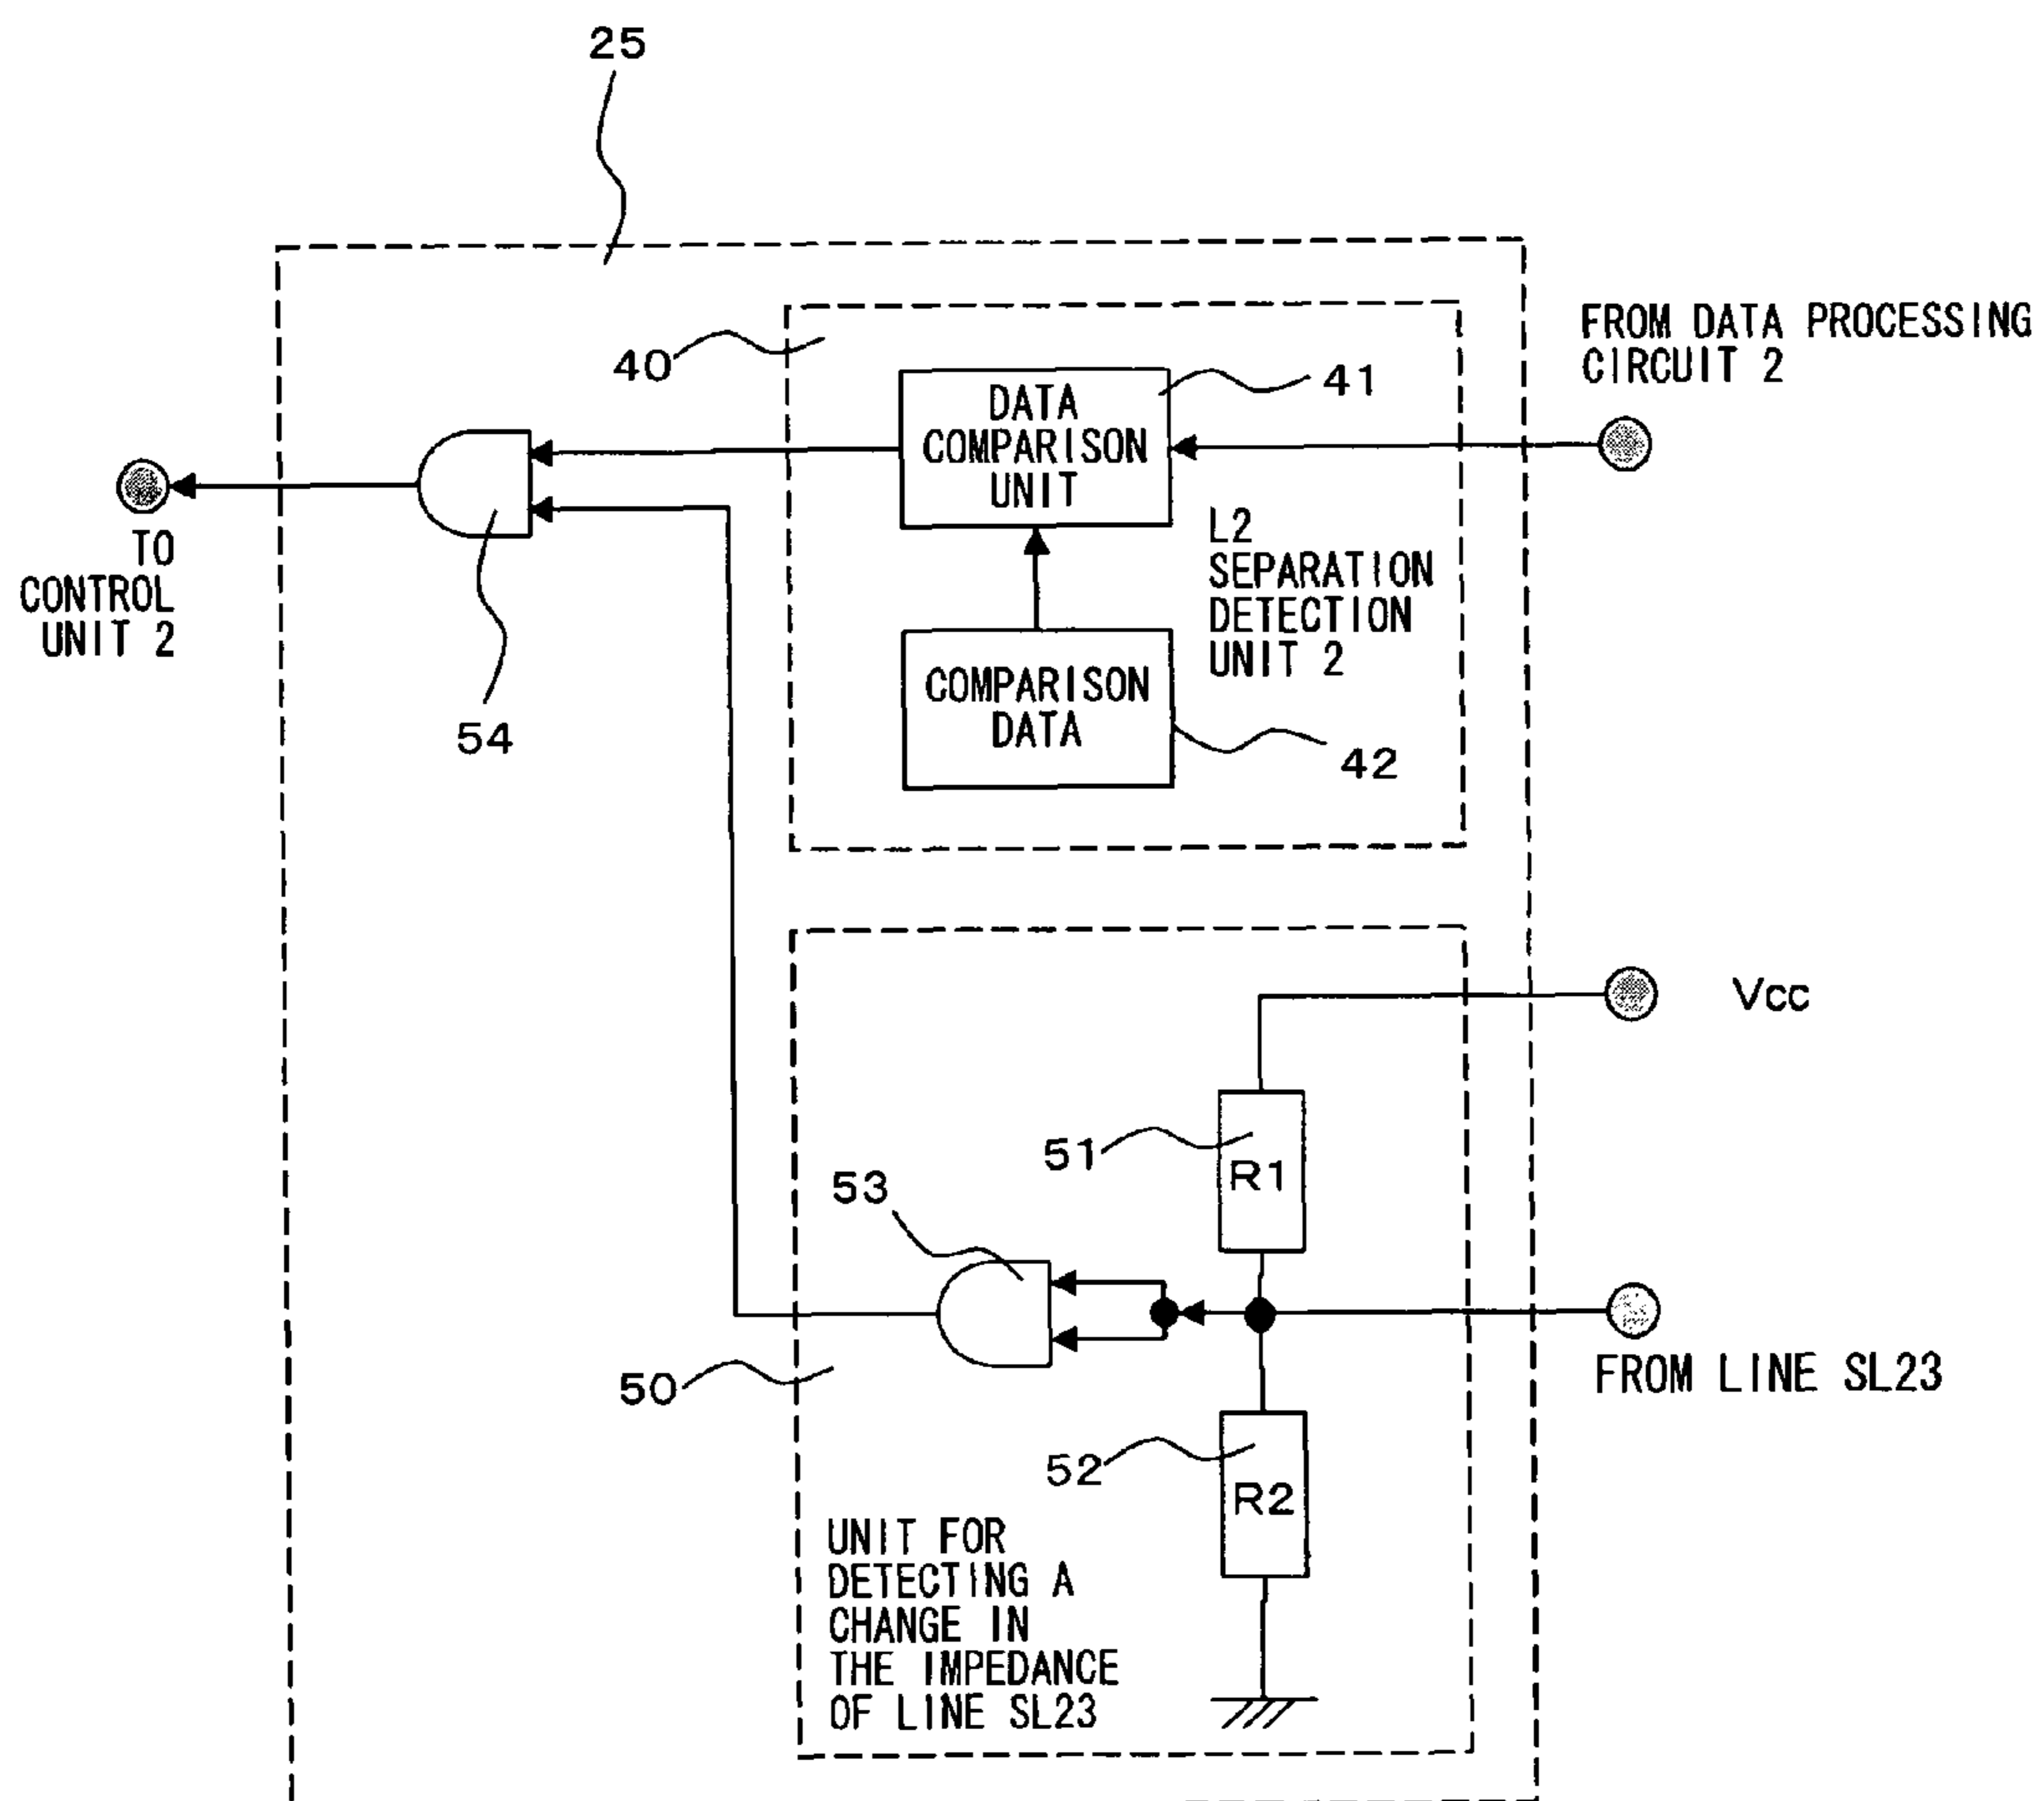 25
FROM DATA PROCESSING
CIRCUIT 2
40
41
DATA
COMPARISON
UNIT
TO
CONTROL
UNIT 2
L2
SEPARATION
DETECTION
UNIT 2
COMPARISON
DATA
54
42
Vcc
51
R1
53
FROM LINE SL23
50
52
R2
UNIT FOR
DETECTING A
CHANGE IN
THE IMPEDANCE
OF LINE SL23